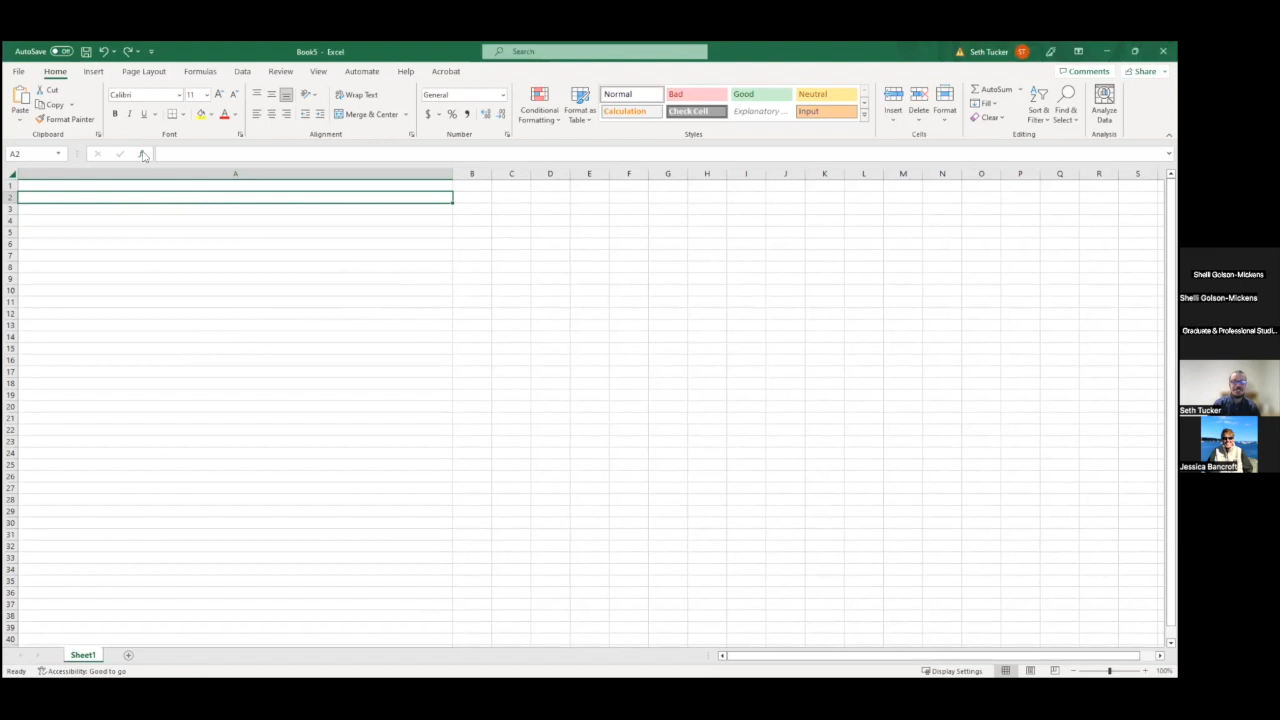 AutoSave Off Book5 - Excel Search Seth Tucker ST
File Home Insert Page Layout Formulas Data Review View Automate Help Acrobat Comments Share
Paste Cut Copy Format Painter Clipboard
Calibri 11 A A B I U A Font
Wrap Text Merge & Center Alignment
General $ % , Number
Conditional Formatting Format as Table Normal Bad Good Neutral Calculation Check Cell Explanatory ... Input Styles
Insert Delete Format Cells
AutoSum Fill Clear Sort & Filter Find & Select Editing
Analyze Data Analysis
A2
A B C D E F G H I J K L M N O P Q R S
1
2
3
4
5
6
7
8
9
10
11
12
13
14
15
16
17
18
19
20
21
22
23
24
25
26
27
28
29
30
31
32
33
34
35
36
37
38
39
40
Sheet1
Ready Accessibility: Good to go Display Settings 100%
Shelli Golson-Mickens
Shelli Golson-Mickens
Graduate & Professional Studi...
Seth Tucker
Jessica Bancroft